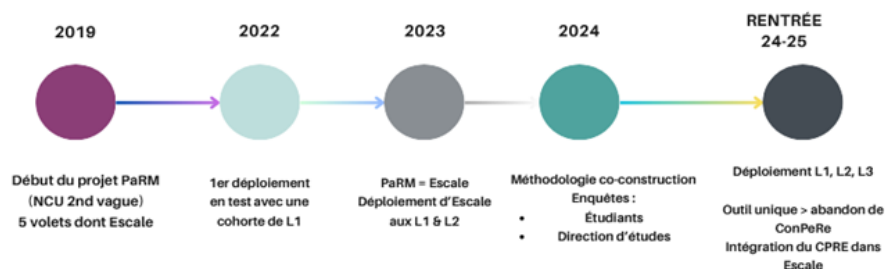 2019
Début du projet PaRM
(NCU 2nd vague)
5 volets dont Escale
2022
1er déploiement
en test avec une
cohorte de L1
2023
PaRM = Escale
Déploiement d'Escale
aux L1 & L2
2024
Méthodologie co-construction
Enquêtes :
• Étudiants
• Direction d'études
RENTRÉE
24-25
Déploiement L1, L2, L3
Outil unique > abandon de
ConPeRe
Intégration du CPRE dans
Escale